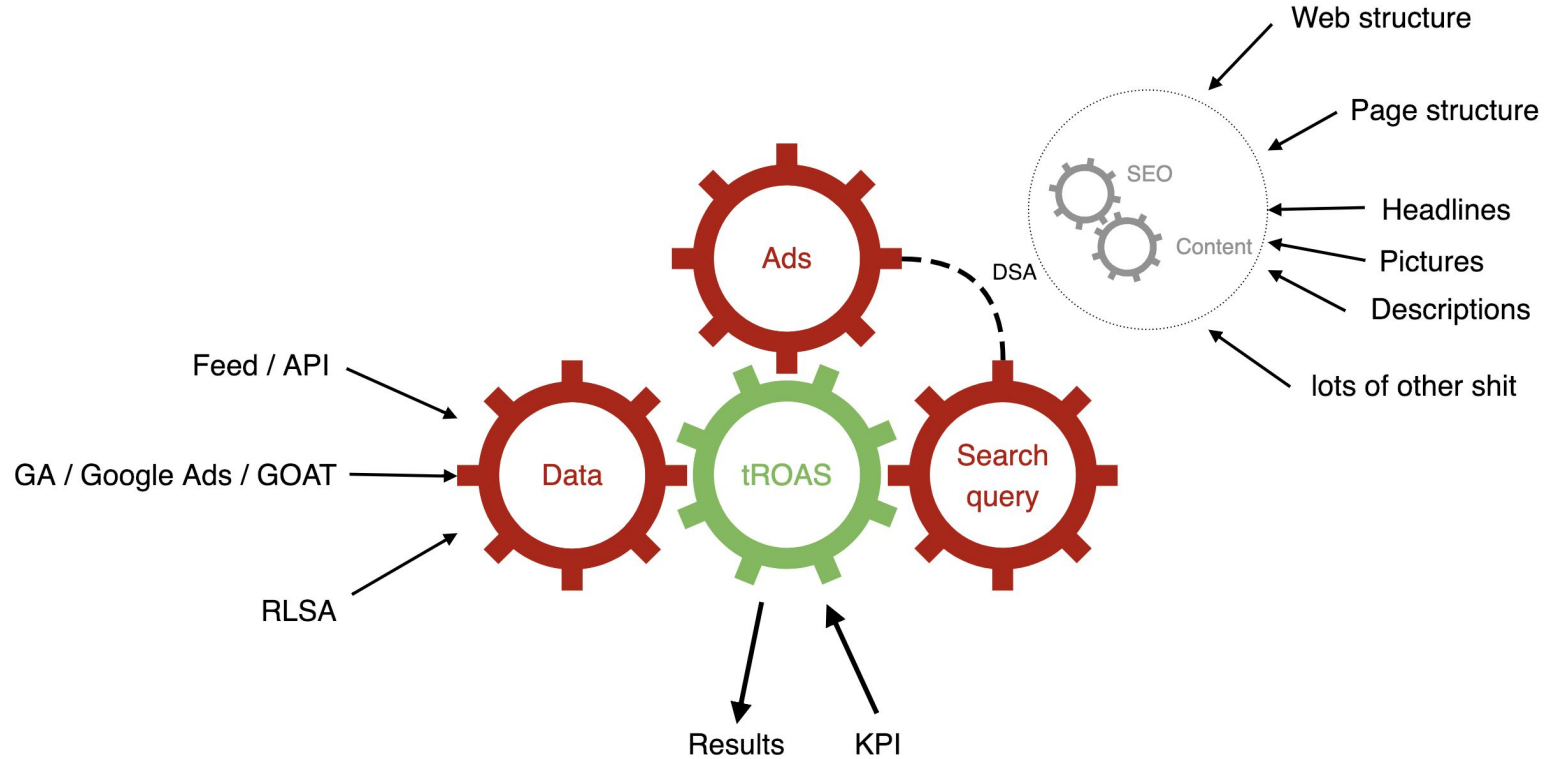 Web structure
Page structure
SEO
Headlines
Content
Pictures
Ads
DSA
Descriptions
Feed / API
lots of other shit
Search
query
GA / Google Ads / GOAT
Data
tROAS
RLSA
Results
KPI